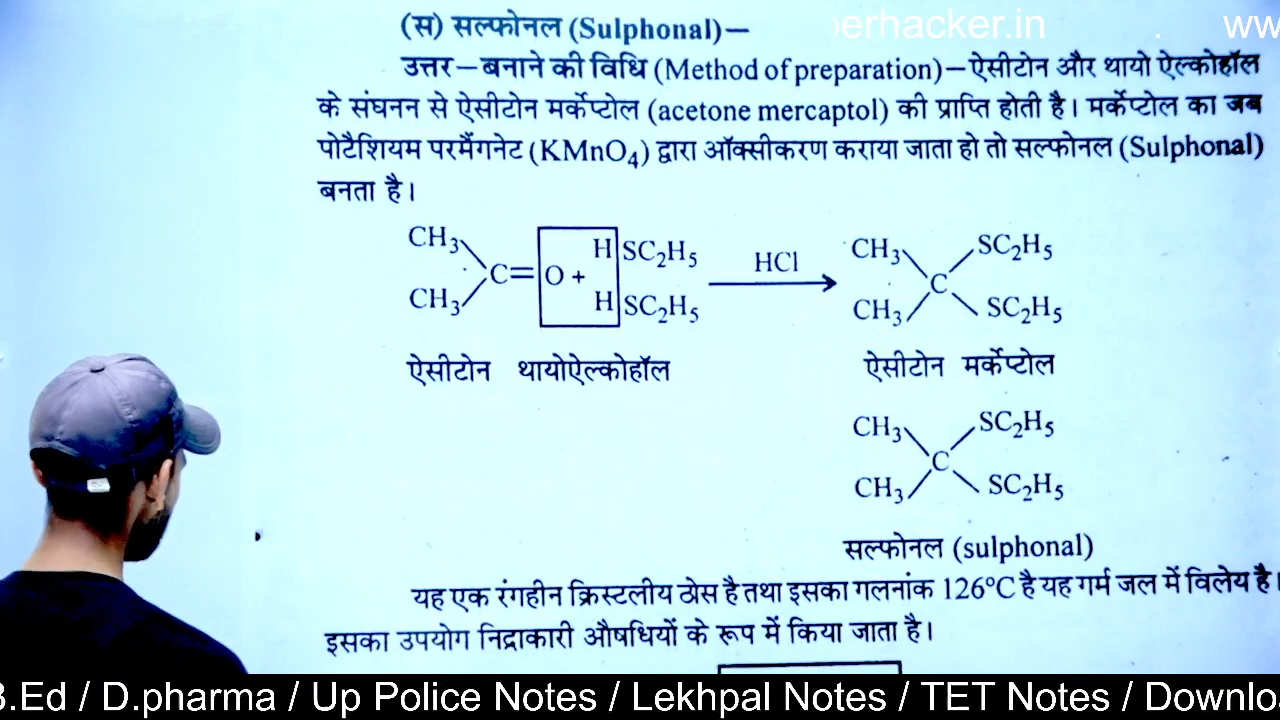 (स) सल्फोनल (Sulphonal)—
erhacker.in . ww
उत्तर—बनाने की विधि (Method of preparation)—ऐसीटोन और थायो ऐल्कोहॉल
के संघनन से ऐसीटोन मर्केप्टोल (acetone mercaptol) की प्राप्ति होती है। मर्केप्टोल का जब
पोटैशियम परमैंगनेट (KMnO₄) द्वारा ऑक्सीकरण कराया जाता हो तो सल्फोनल (Sulphonal)
बनता है।
CH₃ H SC₂H₅ CH₃ SC₂H₅
C=O + HCl C
CH₃ H SC₂H₅ CH₃ SC₂H₅
ऐसीटोन थायोऐल्कोहॉल ऐसीटोन मर्केप्टोल
CH₃ SC₂H₅
C
CH₃ SC₂H₅
सल्फोनल (sulphonal)
यह एक रंगहीन क्रिस्टलीय ठोस है तथा इसका गलनांक 126°C है यह गर्म जल में विलेय है।
इसका उपयोग निद्राकारी औषधियों के रूप में किया जाता है।
B.Ed / D.pharma / Up Police Notes / Lekhpal Notes / TET Notes / Downlo